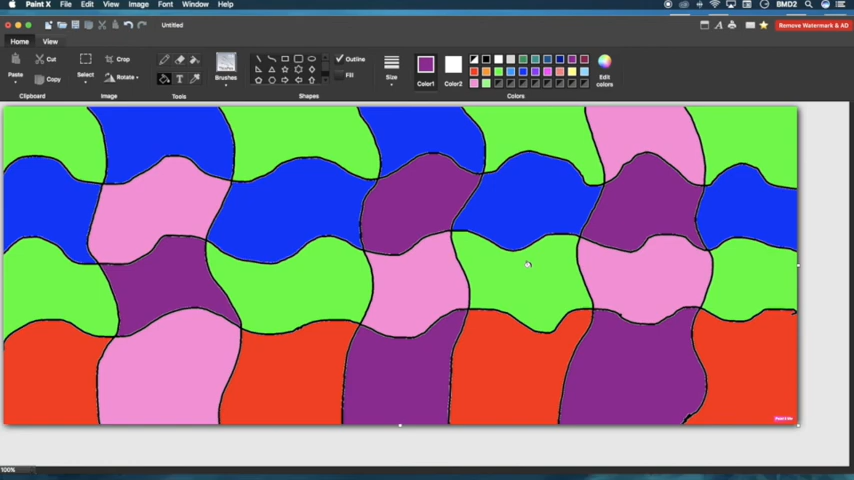 Paint X File Edit View Image Font Window Help BMD2
Untitled
Remove Watermark & AD
Home View
Paste Cut Copy Select Crop Rotate Brushes Outline Fill Size Color1 Color2 Edit colors
Clipboard Image Tools Shapes Colors
100%